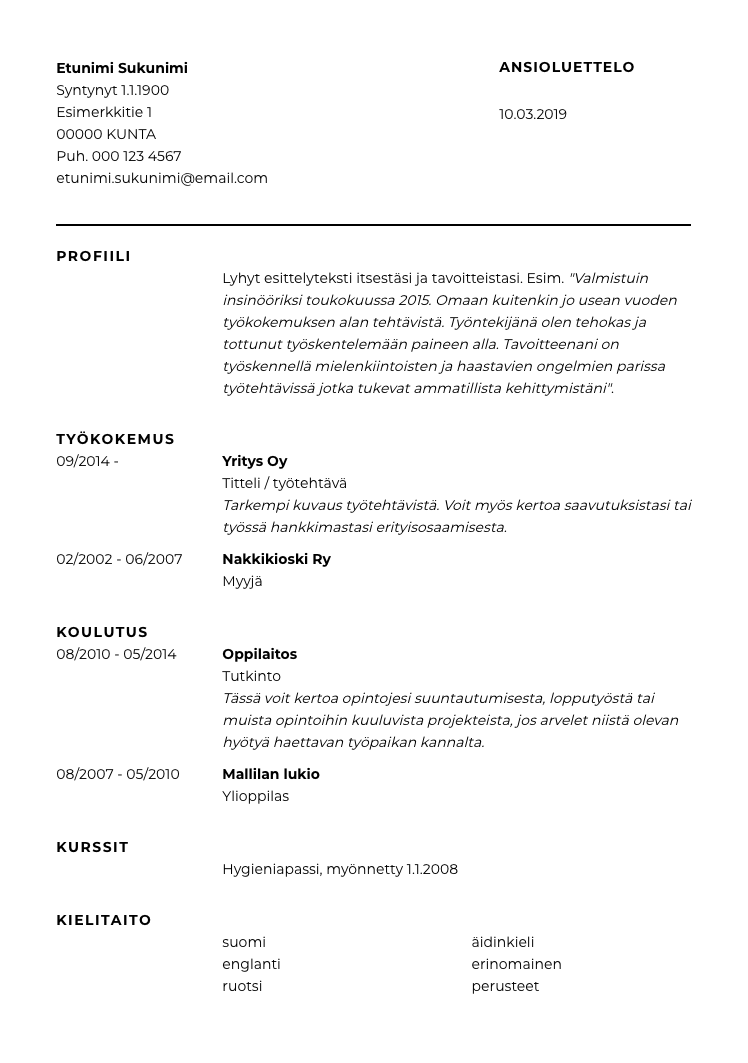 Etunimi Sukunimi
ANSIOLUETTELO
Syntynyt 1.1.1900
Esimerkkitie 1
10.03.2019
00000 KUNTA
Puh. 000 123 4567
etunimi.sukunimi@email.com
PROFIILI
Lyhyt esittelyteksti itsestäsi ja tavoitteistasi. Esim. "Valmistuin
insinööriksi toukokuussa 2015. Omaan kuitenkin jo usean vuoden
työkokemuksen alan tehtävistä. Työntekijänä olen tehokas ja
tottunut työskentelemään paineen alla. Tavoitteenani on
työskennellä mielenkiintoisten ja haastavien ongelmien parissa
työtehtävissä jotka tukevat ammatillista kehittymistäni".
TYÖKOKEMUS
09/2014 - Yritys Oy
Titteli / työtehtävä
Tarkempi kuvaus työtehtävistä. Voit myös kertoa saavutuksistasi tai
työssä hankkimastasi erityisosaamisesta.
02/2002 - 06/2007 Nakkikioski Ry
Myyjä
KOULUTUS
08/2010 - 05/2014 Oppilaitos
Tutkinto
Tässä voit kertoa opintojesi suuntautumisesta, lopputyöstä tai
muista opintoihin kuuluvista projekteista, jos arvelet niistä olevan
hyötyä haettavan työpaikan kannalta.
08/2007 - 05/2010 Mallilan lukio
Ylioppilas
KURSSIT
Hygieniapassi, myönnetty 1.1.2008
KIELITAITO
suomi äidinkieli
englanti erinomainen
ruotsi perusteet